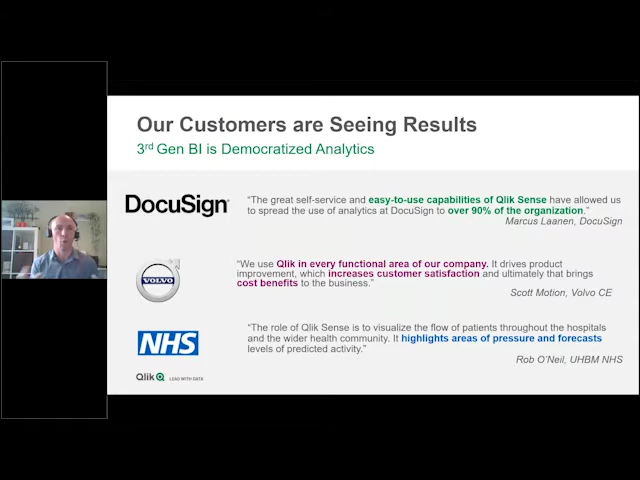 Our Customers are Seeing Results
3rd Gen BI is Democratized Analytics
DocuSign
“The great self-service and easy-to-use capabilities of Qlik Sense have allowed us
to spread the use of analytics at DocuSign to over 90% of the organization.”
Marcus Laanen, DocuSign
VOLVO
“We use Qlik in every functional area of our company. It drives product
improvement, which increases customer satisfaction and ultimately that brings
cost benefits to the business.”
Scott Motion, Volvo CE
NHS
“The role of Qlik Sense is to visualize the flow of patients throughout the hospitals
and the wider health community. It highlights areas of pressure and forecasts
levels of predicted activity.”
Rob O’Neil, UHBM NHS
Qlik LEAD WITH DATA